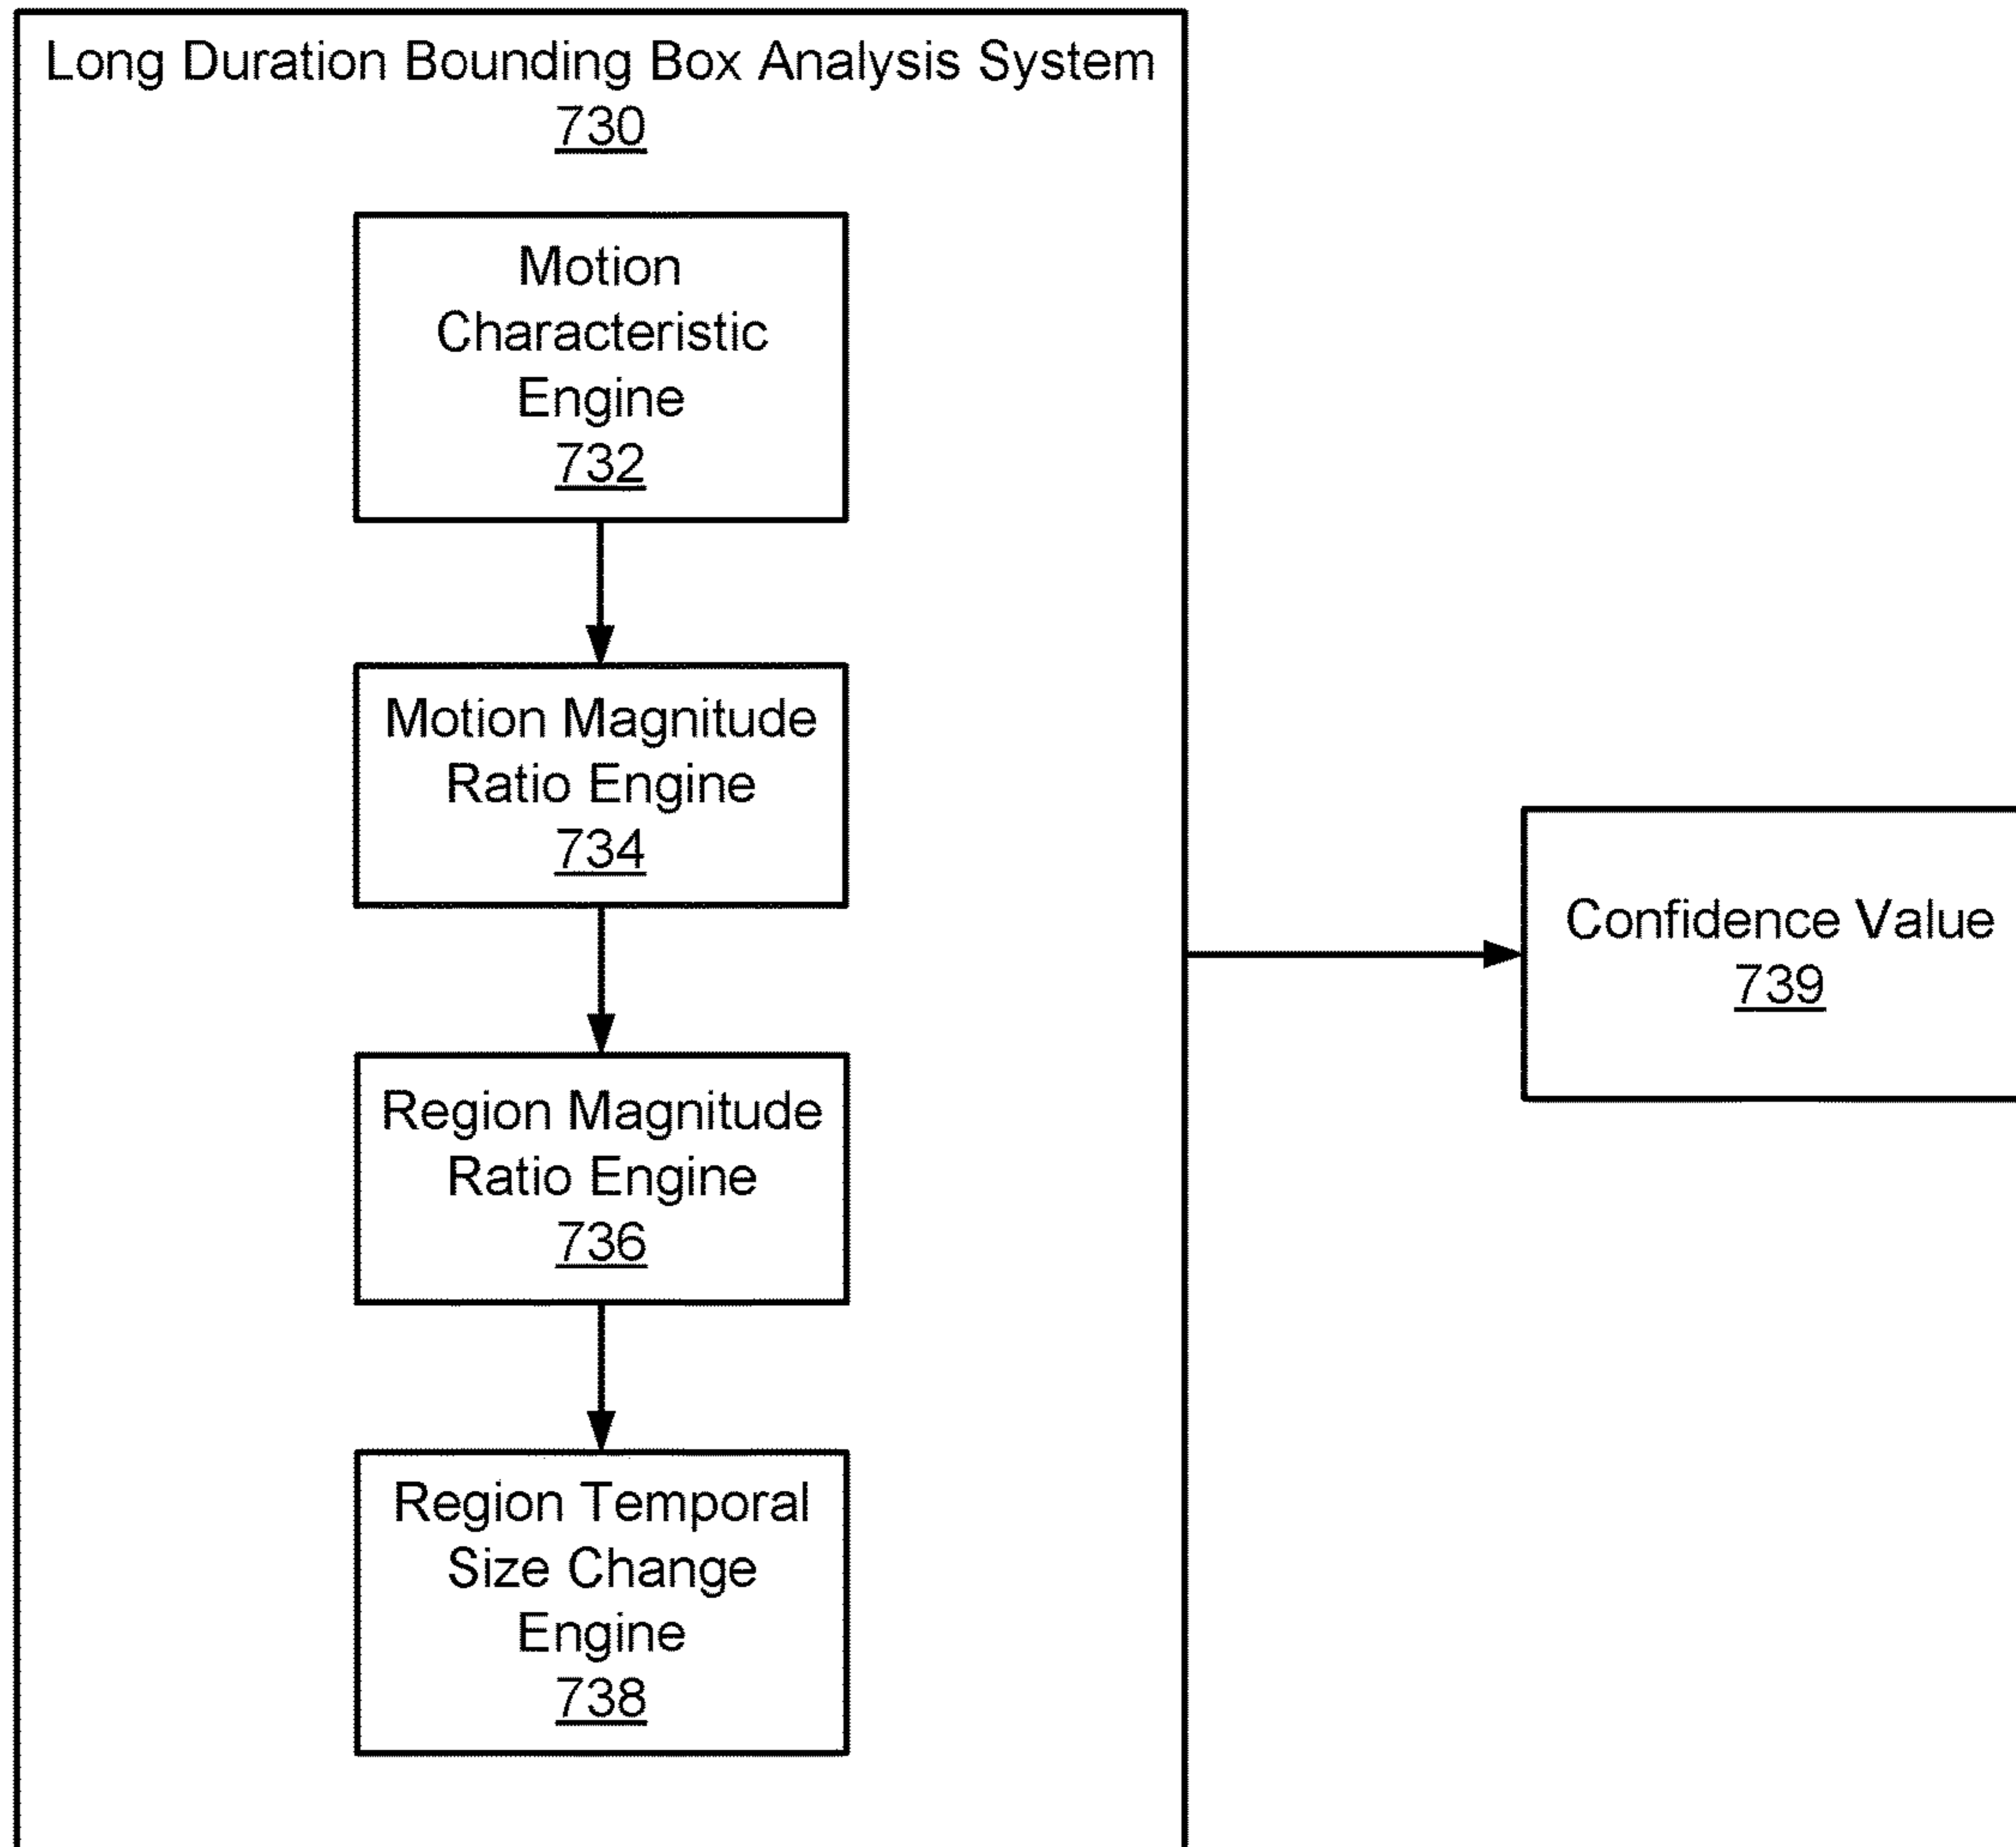 Long Duration Bounding Box Analysis System
730
Motion
Characteristic
Engine
732
Motion Magnitude
Ratio Engine
734
Region Magnitude
Ratio Engine
736
Region Temporal
Size Change
Engine
738
Confidence Value
739